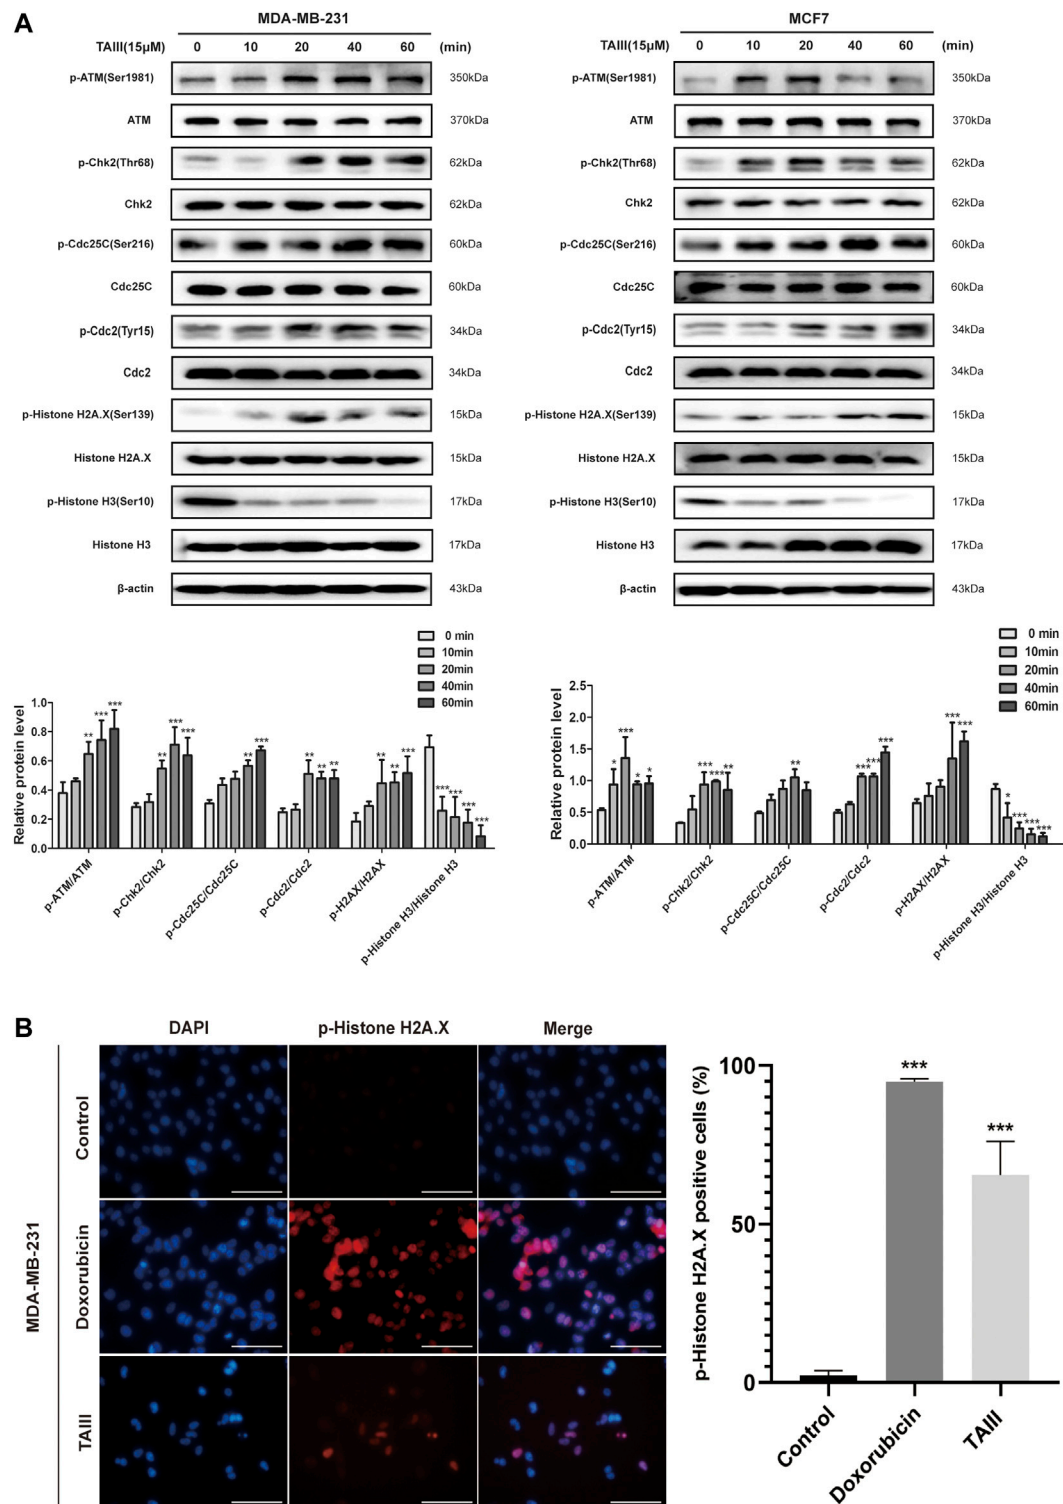 A
MDA-MB-231
TAIII(15μM) 0 10 20 40 60 (min)
p-ATM(Ser1981) 350kDa
ATM 370kDa
p-Chk2(Thr68) 62kDa
Chk2 62kDa
p-Cdc25C(Ser216) 60kDa
Cdc25C 60kDa
p-Cdc2(Tyr15) 34kDa
Cdc2 34kDa
p-Histone H2A.X(Ser139) 15kDa
Histone H2A.X 15kDa
p-Histone H3(Ser10) 17kDa
Histone H3 17kDa
β-actin 43kDa
MCF7
TAIII(15μM) 0 10 20 40 60 (min)
p-ATM(Ser1981) 350kDa
ATM 370kDa
p-Chk2(Thr68) 62kDa
Chk2 62kDa
p-Cdc25C(Ser216) 60kDa
Cdc25C 60kDa
p-Cdc2(Tyr15) 34kDa
Cdc2 34kDa
p-Histone H2A.X(Ser139) 15kDa
Histone H2A.X 15kDa
p-Histone H3(Ser10) 17kDa
Histone H3 17kDa
β-actin 43kDa
0 min
10min
20min
40min
60min
Relative protein level
1.0
0.8
0.6
0.4
0.2
0.0
** *** ***
** *** ***
** ***
** ** **
** ** ***
*** *** *** ***
p-ATM/ATM
p-Chk2/Chk2
p-Cdc25C/Cdc25C
p-Cdc2/Cdc2
p-H2AX/H2AX
p-Histone H3/Histone H3
0 min
10min
20min
40min
60min
Relative protein level
2.5
2.0
1.5
1.0
0.5
0.0
* *** * *
*** *** **
**
*** *** ***
*** ***
* *** *** ***
p-ATM/ATM
p-Chk2/Chk2
p-Cdc25C/Cdc25C
p-Cdc2/Cdc2
p-H2AX/H2AX
p-Histone H3/Histone H3
B
DAPI p-Histone H2A.X Merge
MDA-MB-231
Control
Doxorubicin
TAIII
p-Histone H2A.X positive cells (%)
100
50
0
***
***
Control
Doxorubicin
TAIII